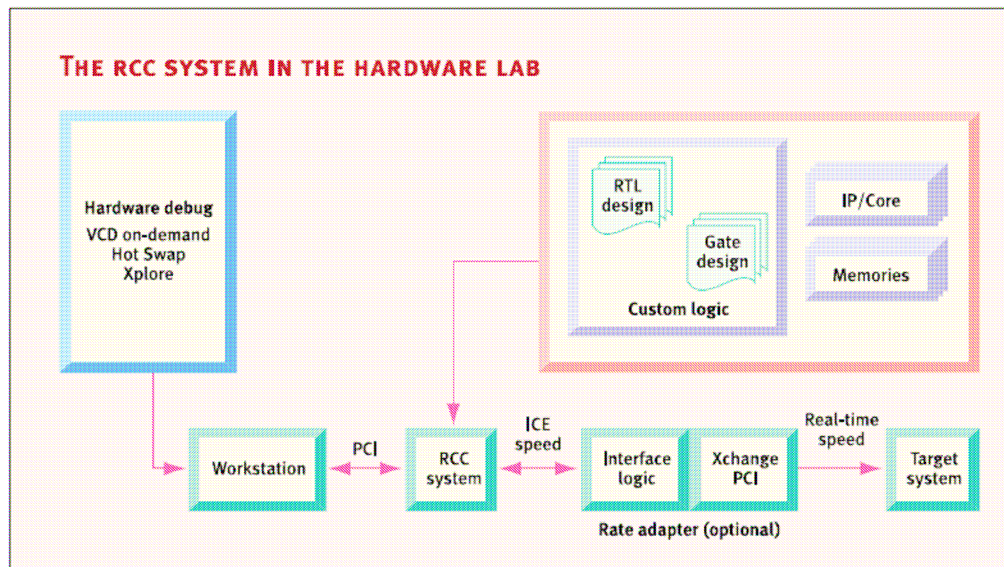 THE RCC SYSTEM IN THE HARDWARE LAB
Hardware debug
VCD on-demand
Hot Swap
Xplore
RTL
design
Gate
design
Custom logic
IP/Core
Memories
Workstation
PCI
RCC
system
ICE
speed
Interface
logic
Xchange
PCI
Rate adapter (optional)
Real-time
speed
Target
system